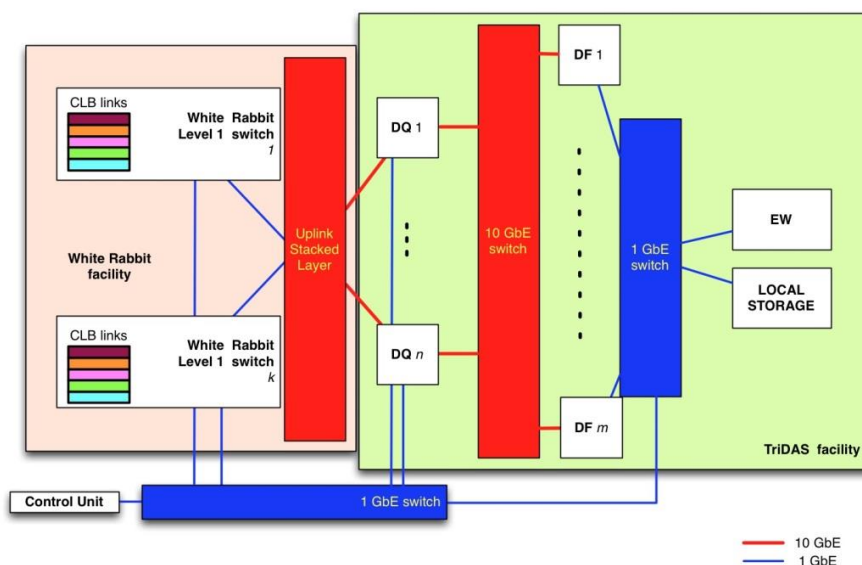 CLB links
White Rabbit
Level 1 switch
1
White Rabbit
facility
CLB links
White Rabbit
Level 1 switch
k
Uplink
Stacked
Layer
DQ 1
DQ n
10 GbE
switch
DF 1
DF m
1 GbE
switch
EW
LOCAL
STORAGE
TriDAS facility
Control Unit
1 GbE switch
10 GbE
1 GbE